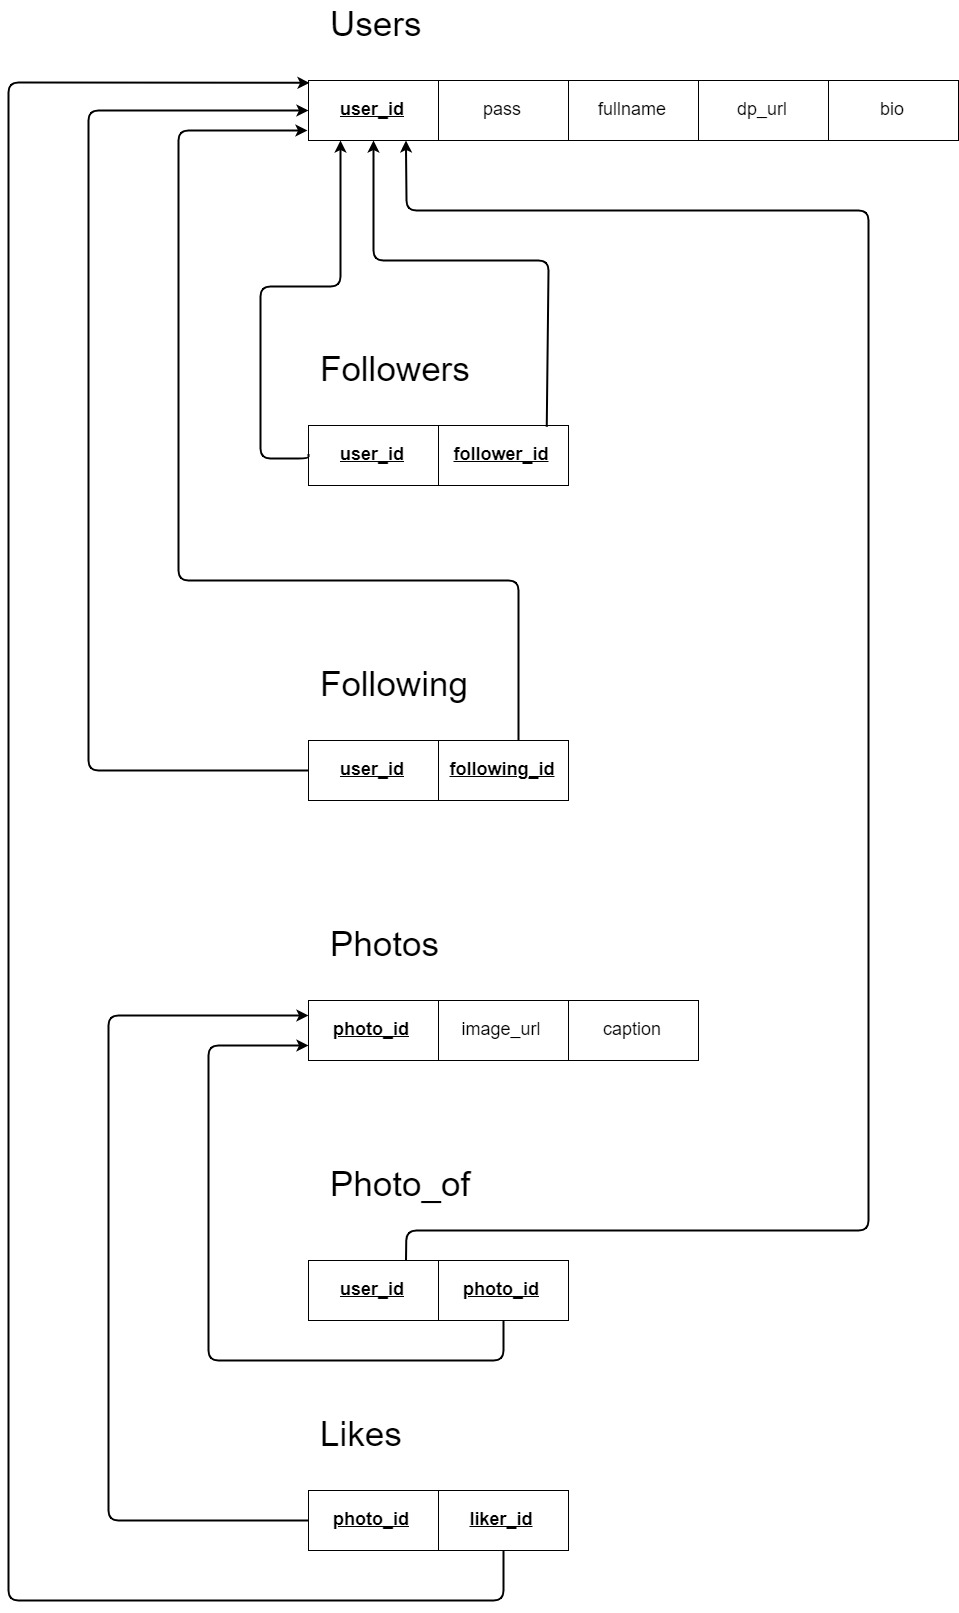 Users
user_id pass fullname dp_url bio
Followers
user_id follower_id
Following
user_id following_id
Photos
photo_id image_url caption
Photo_of
user_id photo_id
Likes
photo_id liker_id